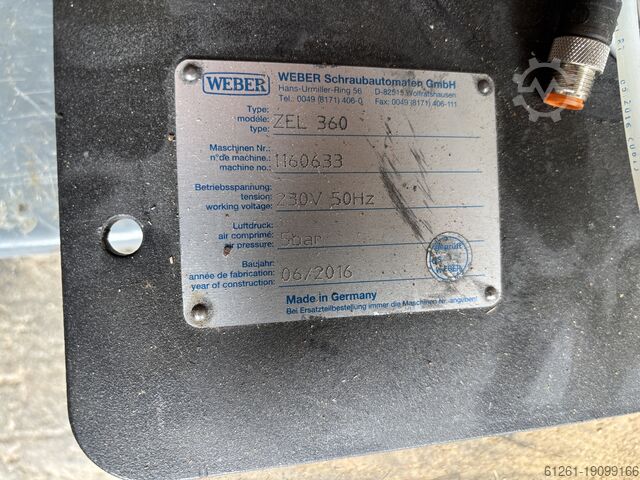 WEBER
WEBER Schraubautomaten GmbH
Hans-Urmiller-Ring 56 D-82515 Wolfratshausen
Tel.: 0049 (8171) 406-0 Fax: 0049 (8171) 406-111
Type:
modèle:
type:
ZEL 360
Maschinen Nr.:
n°de machine.:
machine no.:
1160633
Betriebsspannung:
tension:
working voltage:
230V 50Hz
Luftdruck:
air comprimé:
air pressure:
5bar
Baujahr:
année de fabrication:
year of construction:
06/2016
geprüft
WEBER
Made in Germany
Bei Ersatzteilbestellung immer die Maschinen Nr. angeben!
61261-19099166